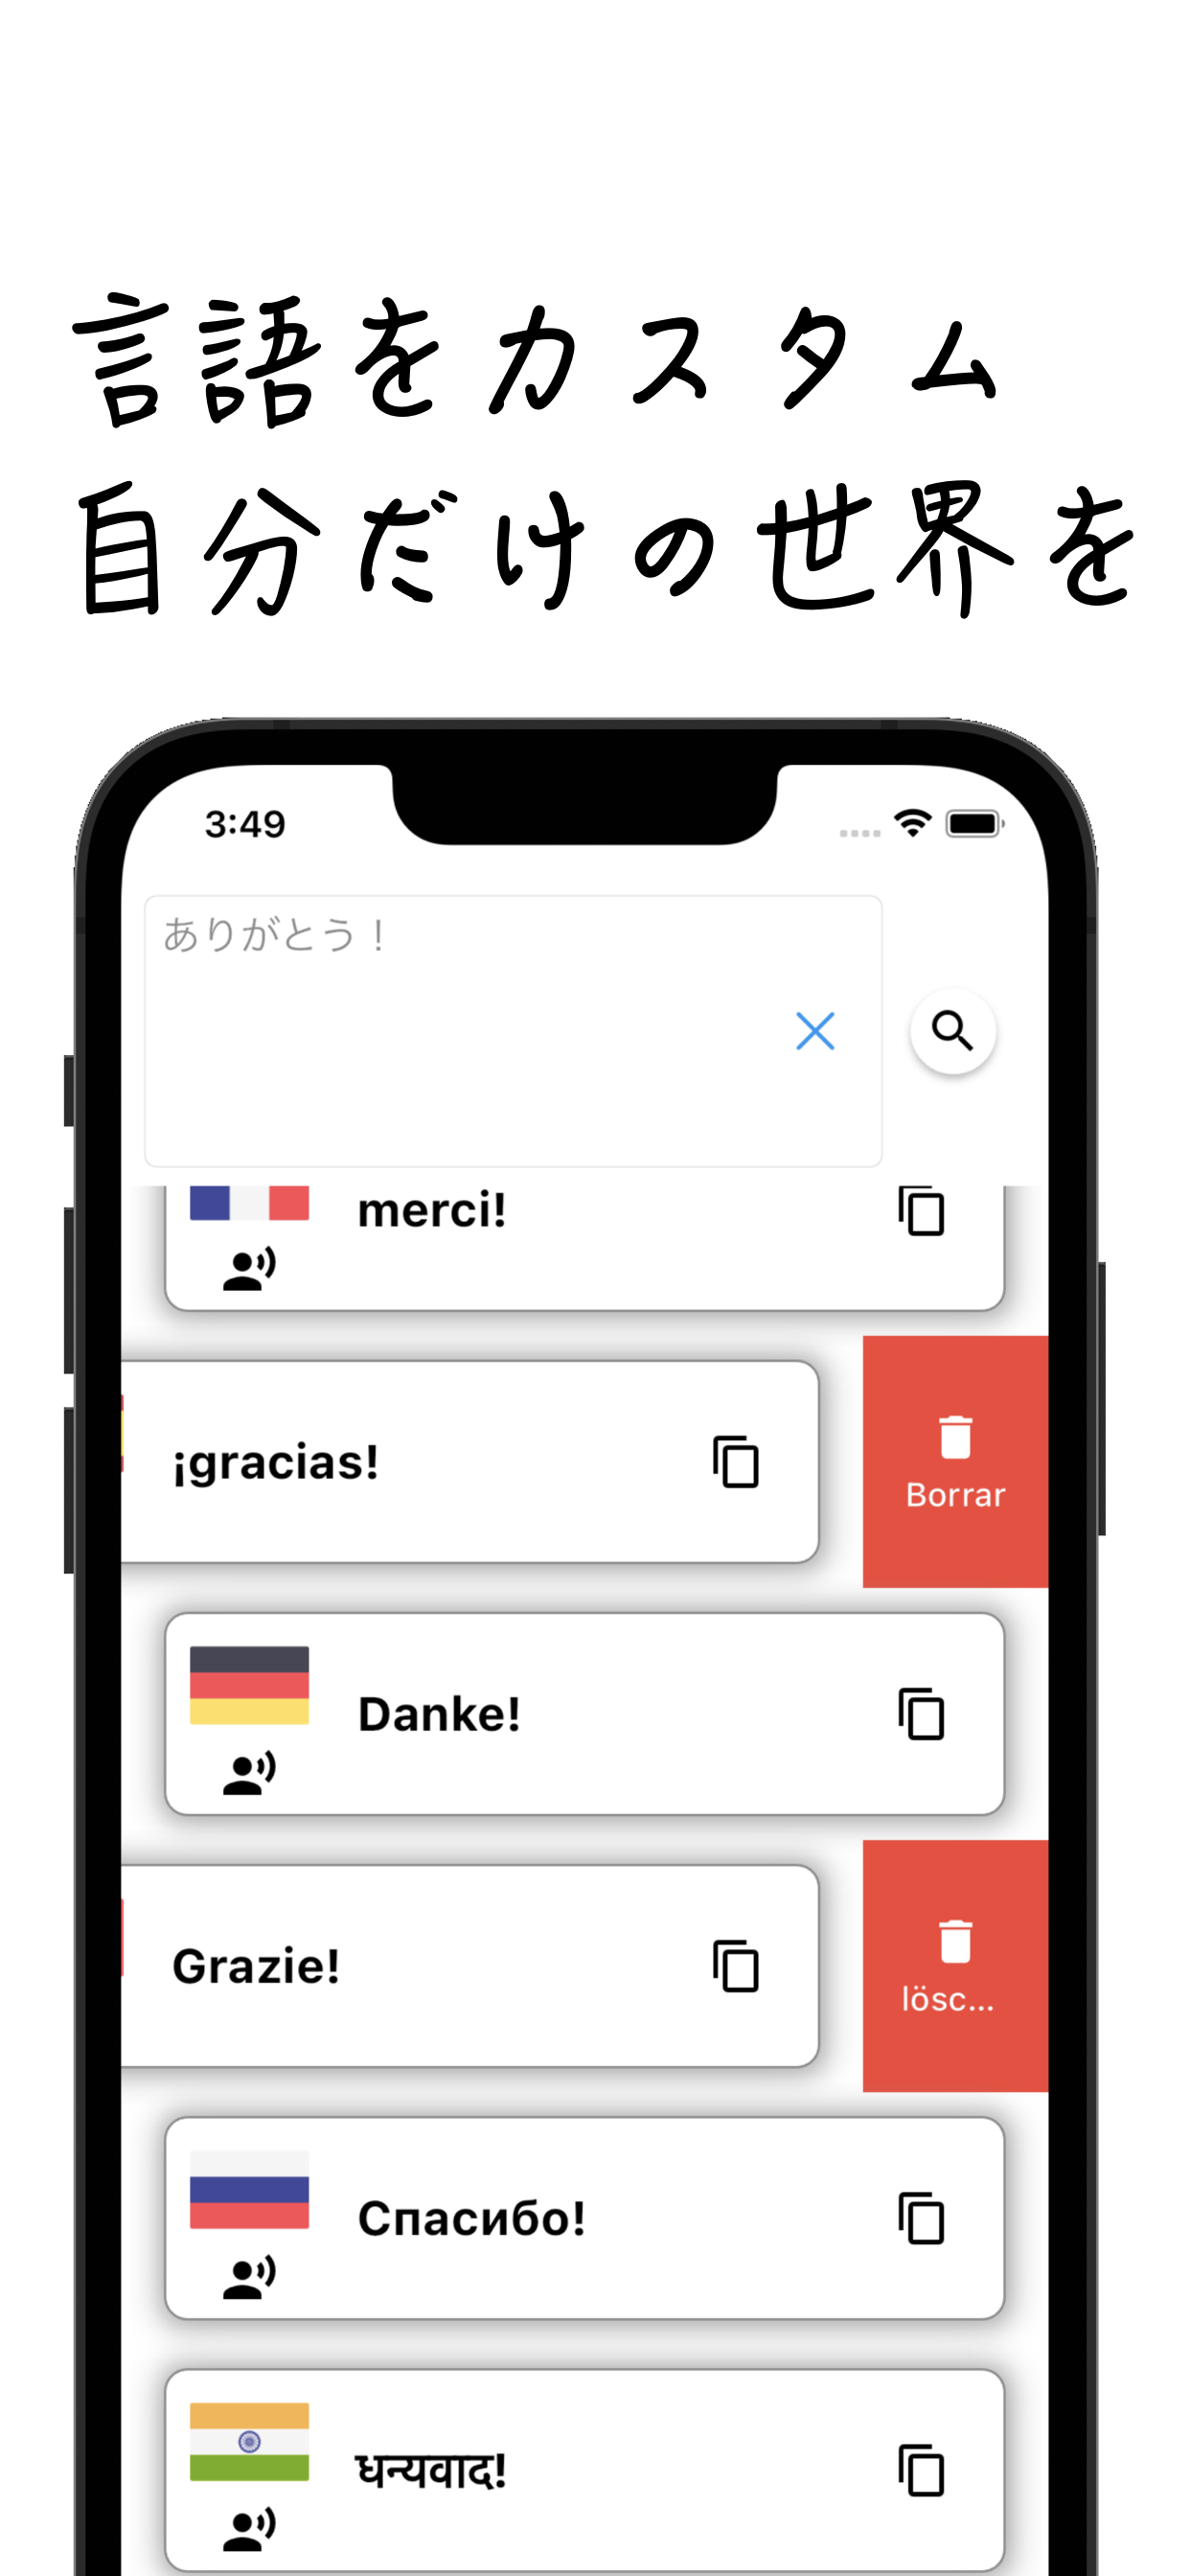 言語をカスタム
自分だけの世界を
3:49
ありがとう！
merci!
¡gracias!
Borrar
Danke!
Grazie!
lösc...
Спасибо!
धन्यवाद!